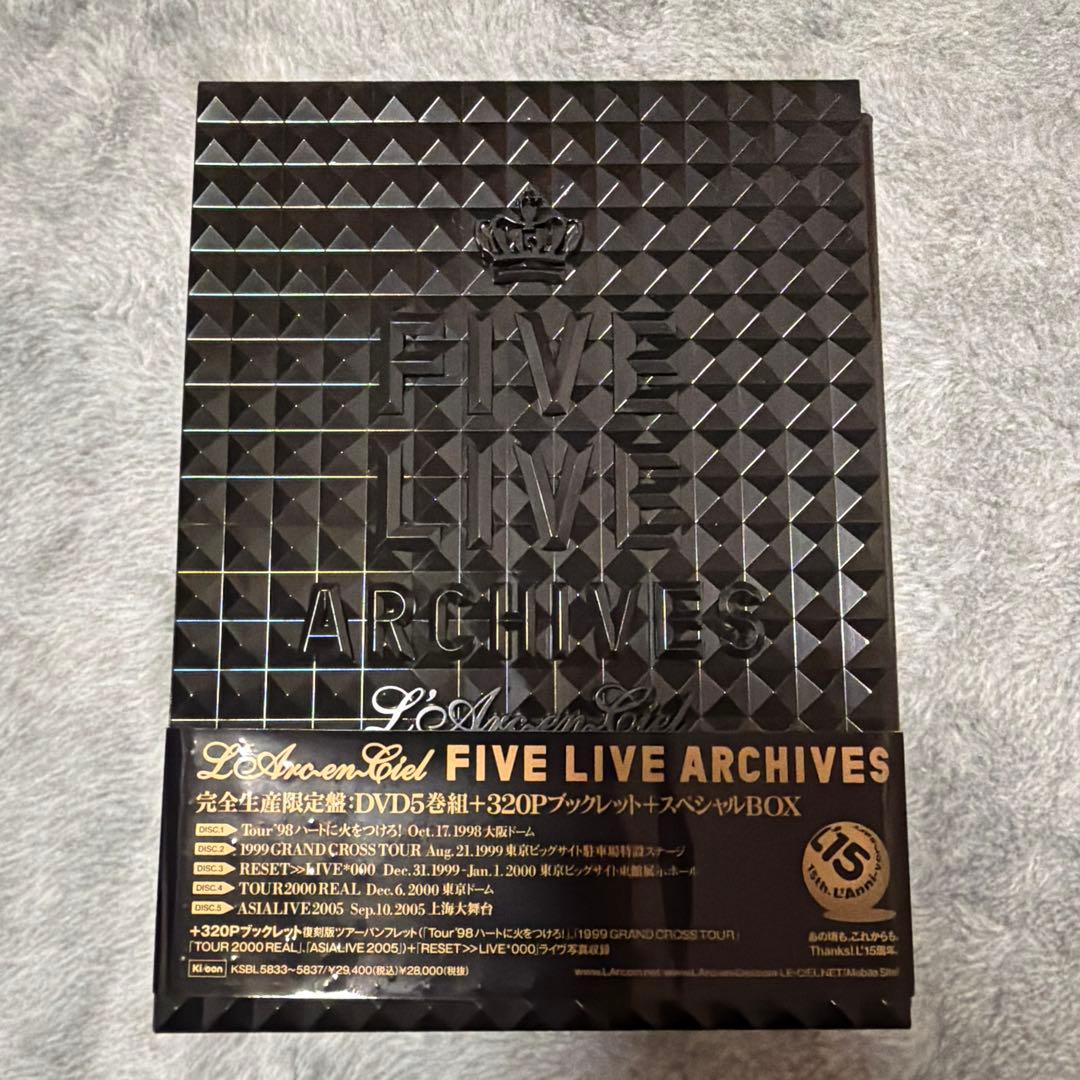 FIVE
LIVE
ARCHIVES
L'Arc~en~Ciel
L'Arc~en~Ciel FIVE LIVE ARCHIVES
完全生産限定盤:DVD5巻組+320Pブックレット+スペシャルBOX
DISC.1 Tour'98 ハートに火をつけろ! Oct.17.1998 大阪ドーム
DISC.2 1999 GRAND CROSS TOUR Aug.21.1999 東京ビッグサイト駐車場特設ステージ
DISC.3 RESET>>LIVE*000 Dec.31.1999-Jan.1.2000 東京ビッグサイト東館展示ホール
DISC.4 TOUR 2000 REAL Dec.6.2000 東京ドーム
DISC.5 ASIALIVE2005 Sep.10.2005 上海大舞台
+320Pブックレット 復刻版ツアーパンフレット(「Tour'98 ハートに火をつけろ!」、「1999 GRAND CROSS TOUR」
「TOUR 2000 REAL」、「ASIALIVE 2005」)+「RESET>>LIVE*000」ライヴ写真収録
Ki/oon KSBL 5833~5837/¥29,400(税込)¥28,000(税抜)
L'15
15th. L'Anniversary
あの頃も、これからも。
Thanks! L'15周年。
www.LArcom.net
LE-CIEL.NET(Mobile Site)